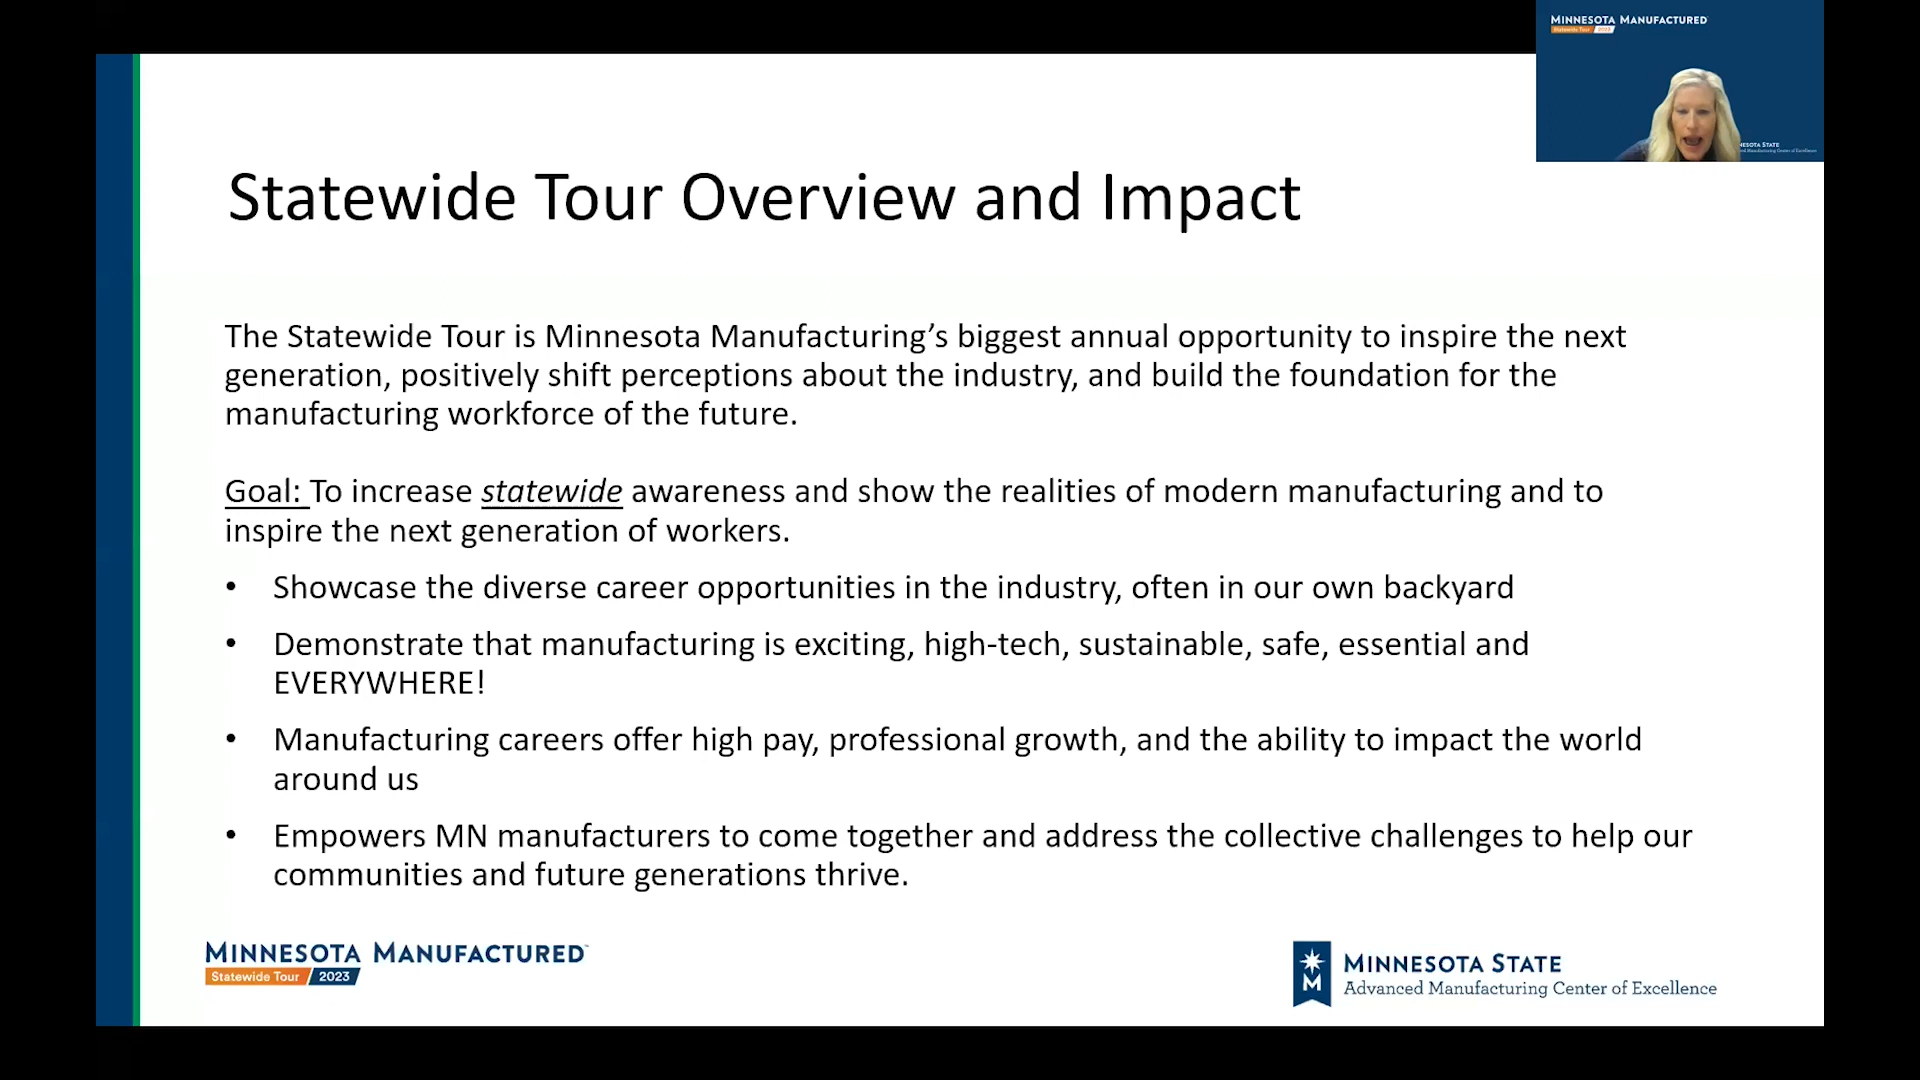 MINNESOTA MANUFACTURED
Statewide Tour
Statewide Tour Overview and Impact
The Statewide Tour is Minnesota Manufacturing’s biggest annual opportunity to inspire the next
generation, positively shift perceptions about the industry, and build the foundation for the
manufacturing workforce of the future.
Goal: To increase statewide awareness and show the realities of modern manufacturing and to
inspire the next generation of workers.
• Showcase the diverse career opportunities in the industry, often in our own backyard
• Demonstrate that manufacturing is exciting, high-tech, sustainable, safe, essential and
EVERYWHERE!
• Manufacturing careers offer high pay, professional growth, and the ability to impact the world
around us
• Empowers MN manufacturers to come together and address the collective challenges to help our
communities and future generations thrive.
MINNESOTA MANUFACTURED™
Statewide Tour 2023
M
MINNESOTA STATE
Advanced Manufacturing Center of Excellence